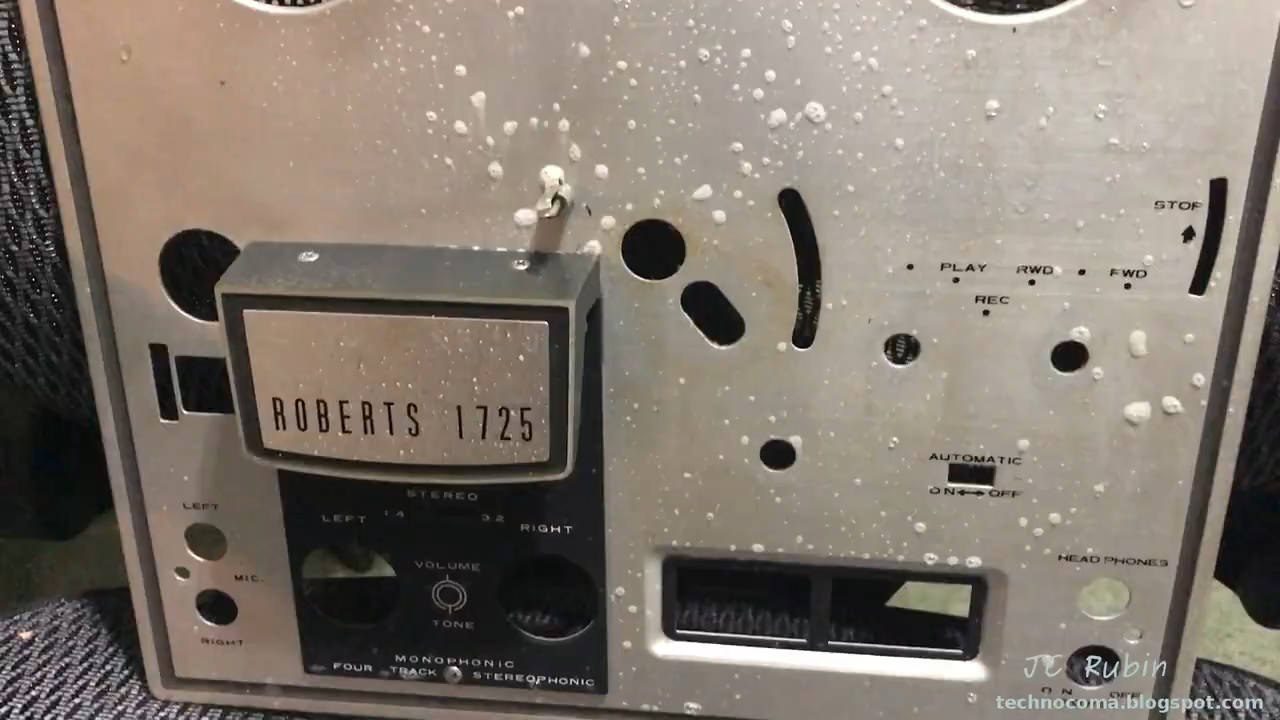 STOP
PLAY RWD FWD
REC
ROBERTS 1725
AUTOMATIC
ON OFF
STEREO
1 4 3 2
LEFT RIGHT
LEFT
MIC.
RIGHT
VOLUME
TONE
MONOPHONIC
FOUR TRACK STEREOPHONIC
HEAD PHONES
ON OFF
JC Rubin
technocoma.blogspot.com